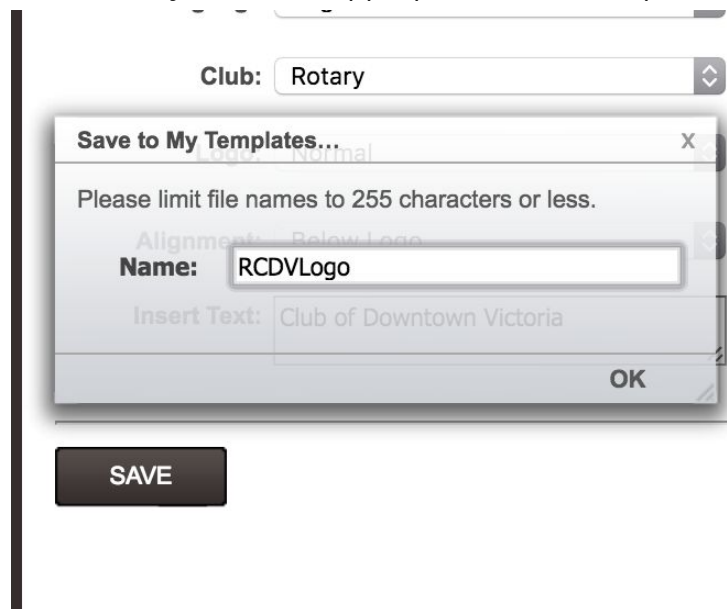 Club: Rotary
Save to My Templates... x
Logo: Normal
Please limit file names to 255 characters or less.
Alignment: Below Logo
Name: RCDVLogo
Insert Text: Club of Downtown Victoria
OK
SAVE